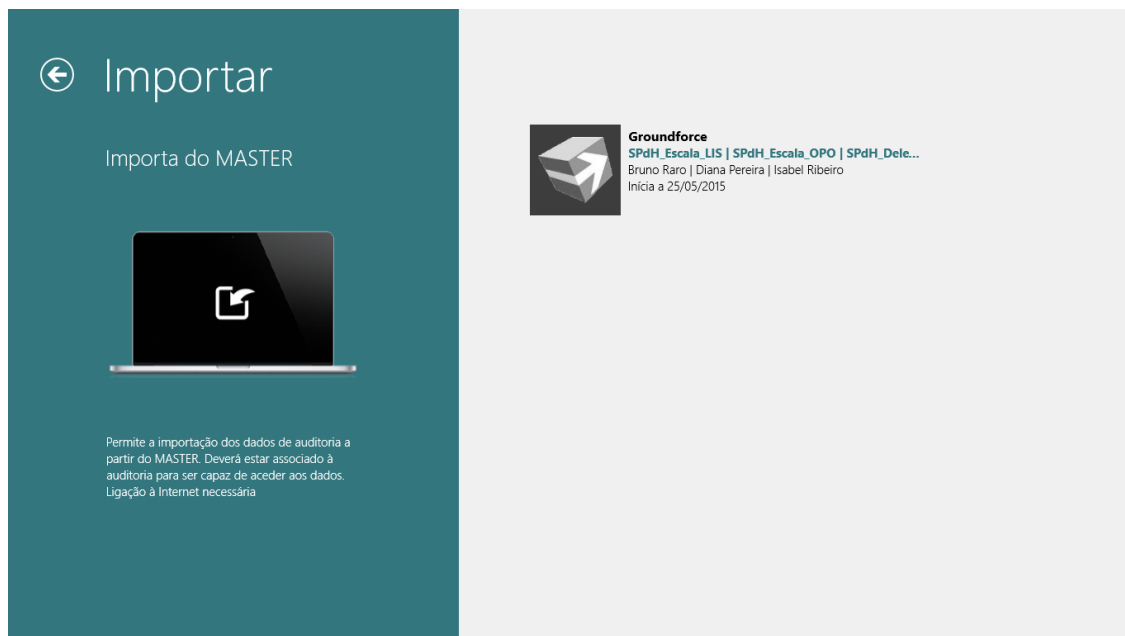 Importar
Importa do MASTER
Permite a importação dos dados de auditoria a
partir do MASTER. Deverá estar associado à
auditoria para ser capaz de aceder aos dados.
Ligação à Internet necessária
Groundforce
SPdH_Escala_LIS | SPdH_Escala_OPO | SPdH_Dele...
Bruno Raro | Diana Pereira | Isabel Ribeiro
Inícia a 25/05/2015